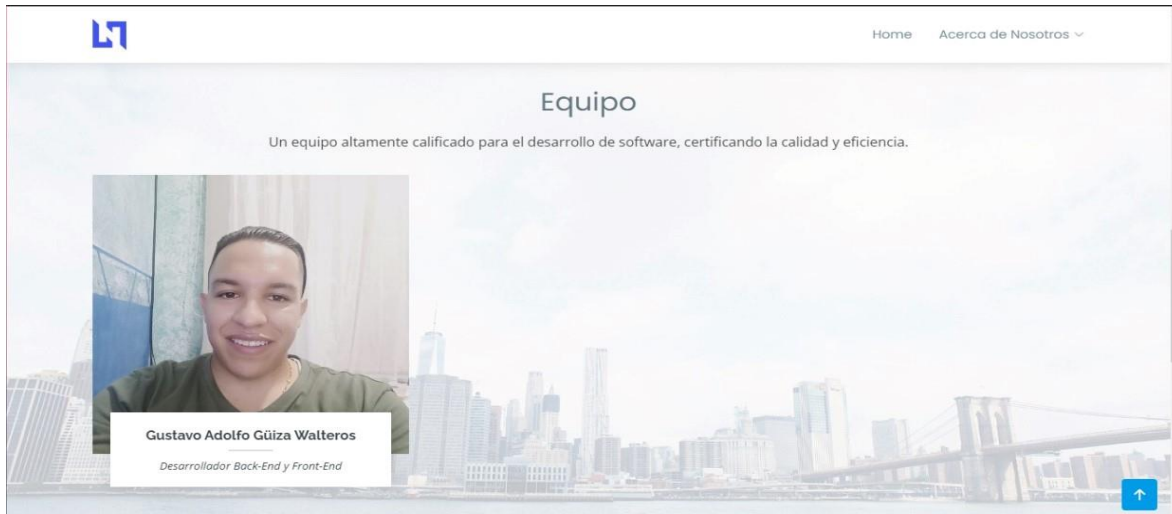 Home Acerca de Nosotros
Equipo
Un equipo altamente calificado para el desarrollo de software, certificando la calidad y eficiencia.
Gustavo Adolfo Güiza Walteros
Desarrollador Back-End y Front-End